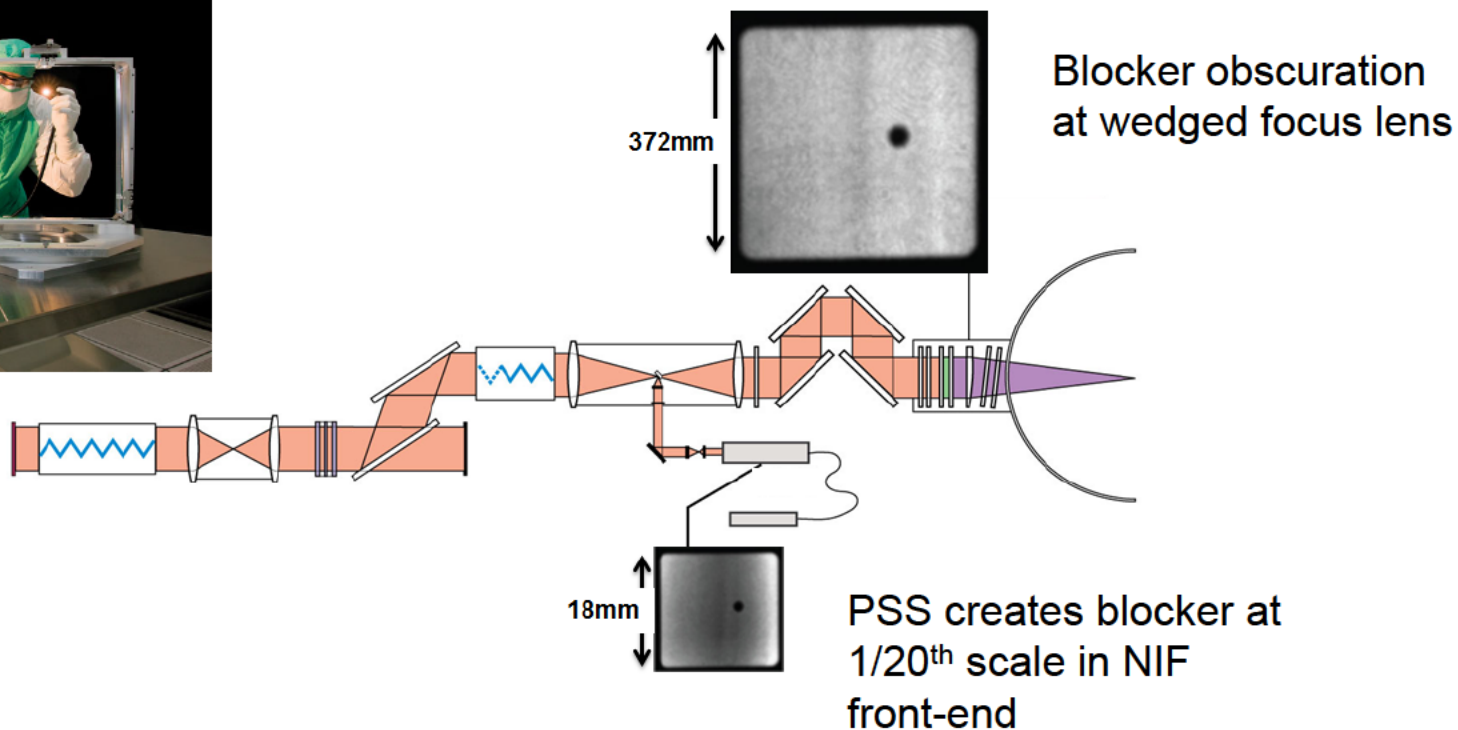 Blocker obscuration
at wedged focus lens
372mm
18mm
PSS creates blocker at
1/20th scale in NIF
front-end